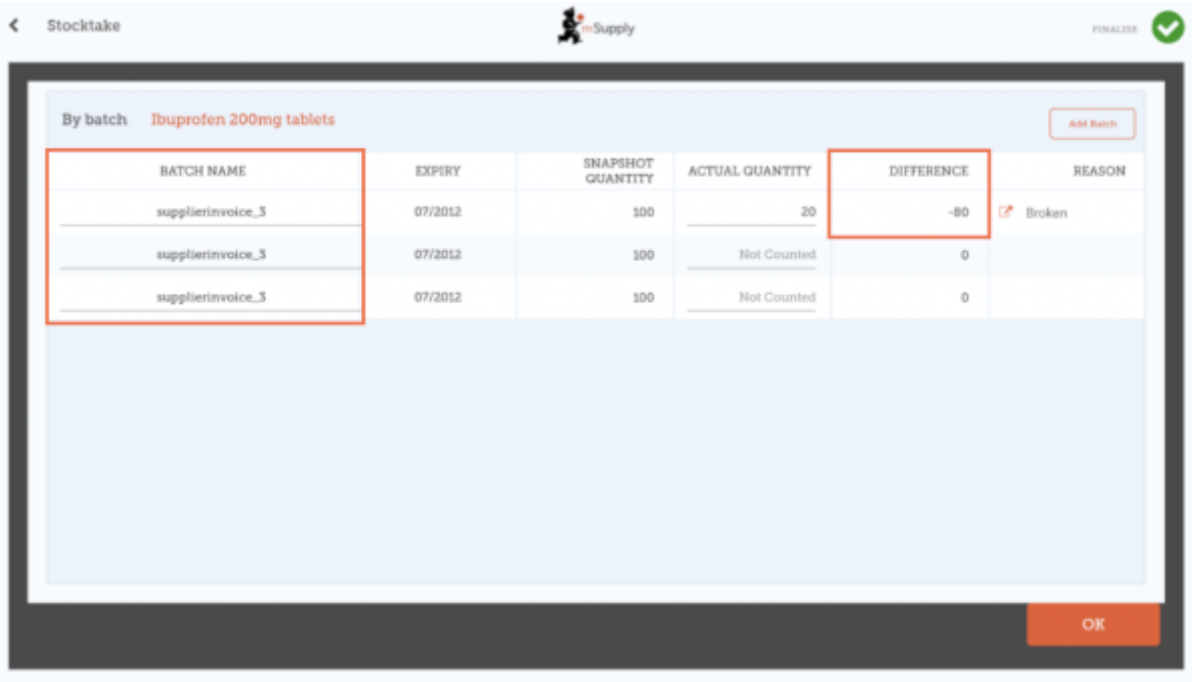 Stocktake
mSupply
FINALISE
By batch Ibuprofen 200mg tablets
Add Batch
BATCH NAME EXPIRY SNAPSHOT QUANTITY ACTUAL QUANTITY DIFFERENCE REASON
supplierinvoice_3 07/2012 100 20 -80 Broken
supplierinvoice_3 07/2012 100 Not Counted 0
supplierinvoice_3 07/2012 100 Not Counted 0
OK